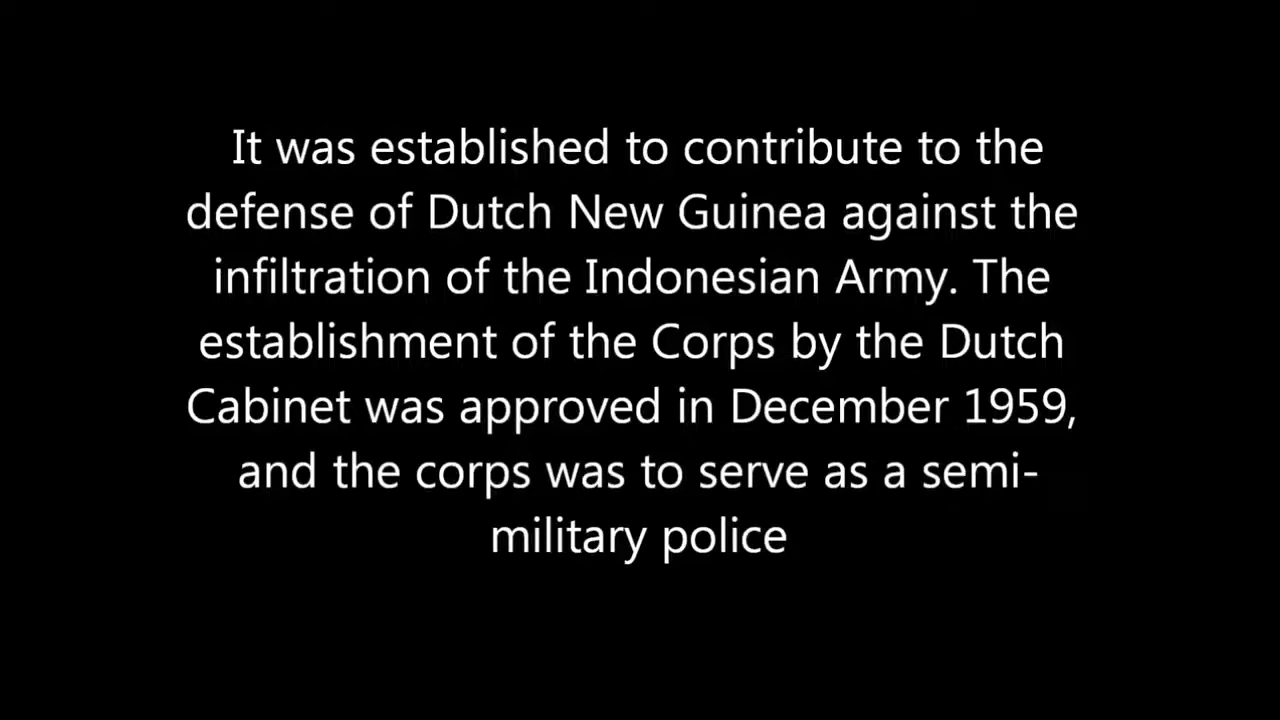 It was established to contribute to the
defense of Dutch New Guinea against the
infiltration of the Indonesian Army. The
establishment of the Corps by the Dutch
Cabinet was approved in December 1959,
and the corps was to serve as a semi-
military police